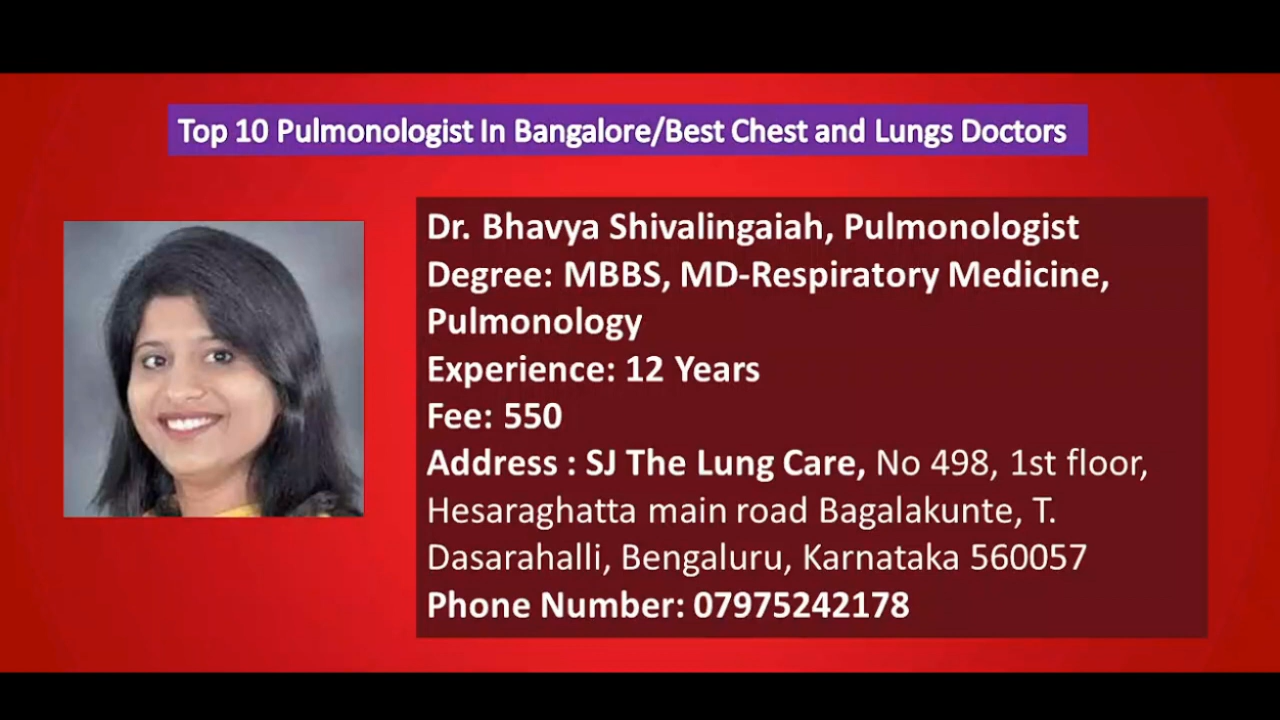 Top 10 Pulmonologist In Bangalore/Best Chest and Lungs Doctors
Dr. Bhavya Shivalingaiah, Pulmonologist
Degree: MBBS, MD-Respiratory Medicine,
Pulmonology
Experience: 12 Years
Fee: 550
Address : SJ The Lung Care, No 498, 1st floor,
Hesaraghatta main road Bagalakunte, T.
Dasarahalli, Bengaluru, Karnataka 560057
Phone Number: 07975242178